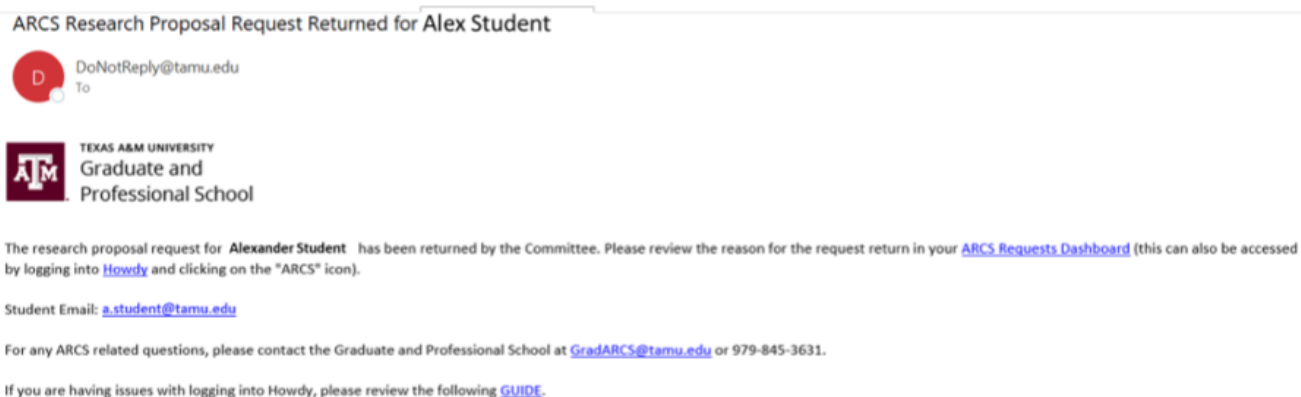 ARCS Research Proposal Request Returned for Alex Student
D
DoNotReply@tamu.edu
To
TEXAS A&M UNIVERSITY
ĀTM
Graduate and
Professional School
The research proposal request for Alexander Student has been returned by the Committee. Please review the reason for the request return in your ARCS Requests Dashboard (this can also be accessed
by logging into Howdy and clicking on the "ARCS" icon).
Student Email: a.student@tamu.edu
For any ARCS related questions, please contact the Graduate and Professional School at GradARCS@tamu.edu or 979-845-3631.
If you are having issues with logging into Howdy, please review the following GUIDE.